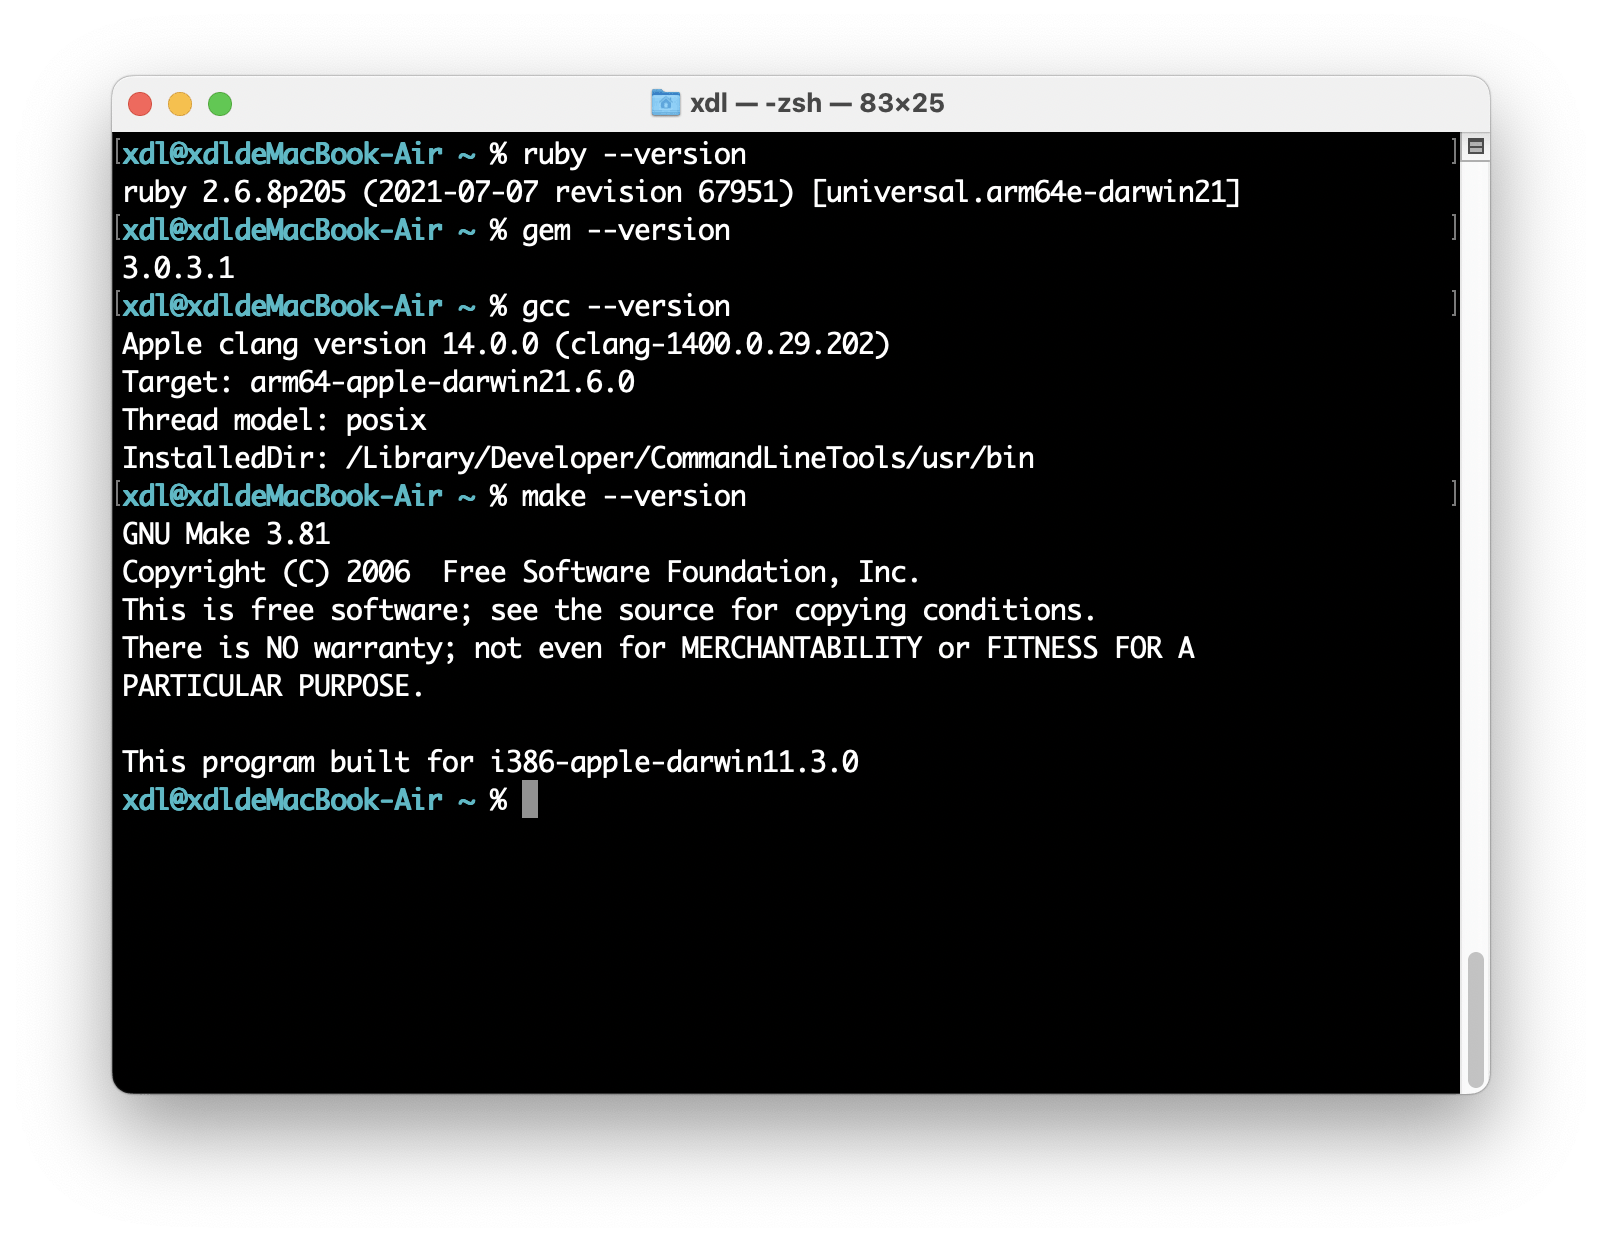 xdl — -zsh — 83×25
[xdl@xdldeMacBook-Air ~ % ruby --version ]
ruby 2.6.8p205 (2021-07-07 revision 67951) [universal.arm64e-darwin21]
[xdl@xdldeMacBook-Air ~ % gem --version ]
3.0.3.1
[xdl@xdldeMacBook-Air ~ % gcc --version ]
Apple clang version 14.0.0 (clang-1400.0.29.202)
Target: arm64-apple-darwin21.6.0
Thread model: posix
InstalledDir: /Library/Developer/CommandLineTools/usr/bin
[xdl@xdldeMacBook-Air ~ % make --version ]
GNU Make 3.81
Copyright (C) 2006  Free Software Foundation, Inc.
This is free software; see the source for copying conditions.
There is NO warranty; not even for MERCHANTABILITY or FITNESS FOR A
PARTICULAR PURPOSE.
This program built for i386-apple-darwin11.3.0
xdl@xdldeMacBook-Air ~ %